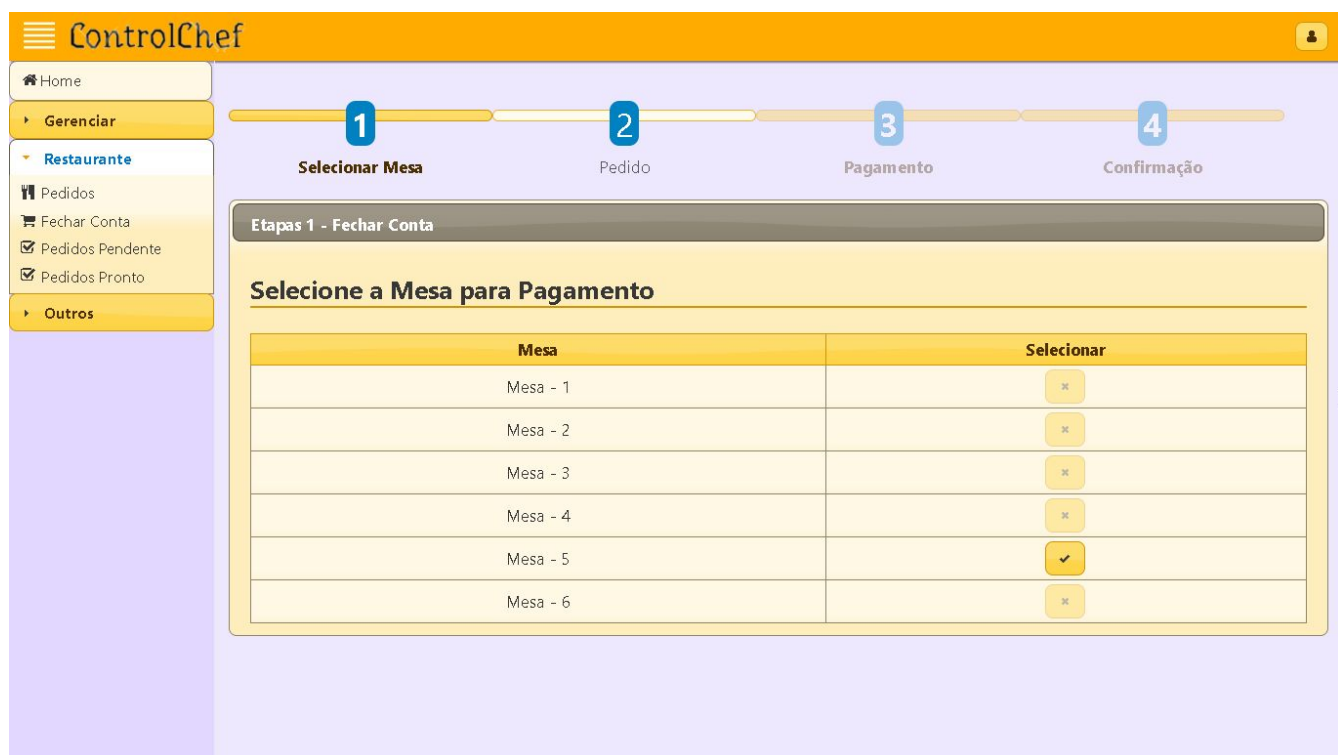 ControlChef
Home
Gerenciar
Restaurante
Pedidos
Fechar Conta
Pedidos Pendente
Pedidos Pronto
Outros
1 2 3 4
Selecionar Mesa Pedido Pagamento Confirmação
Etapas 1 - Fechar Conta
Selecione a Mesa para Pagamento
Mesa Selecionar
Mesa - 1
Mesa - 2
Mesa - 3
Mesa - 4
Mesa - 5
Mesa - 6